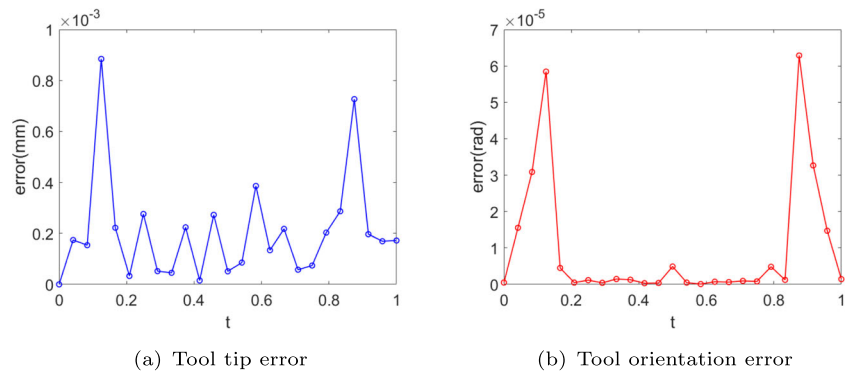 ×10⁻³
1
0.8
0.6
0.4
0.2
0
error(mm)
0 0.2 0.4 0.6 0.8 1
t
(a) Tool tip error
×10⁻⁵
7
6
5
4
3
2
1
0
error(rad)
0 0.2 0.4 0.6 0.8 1
t
(b) Tool orientation error